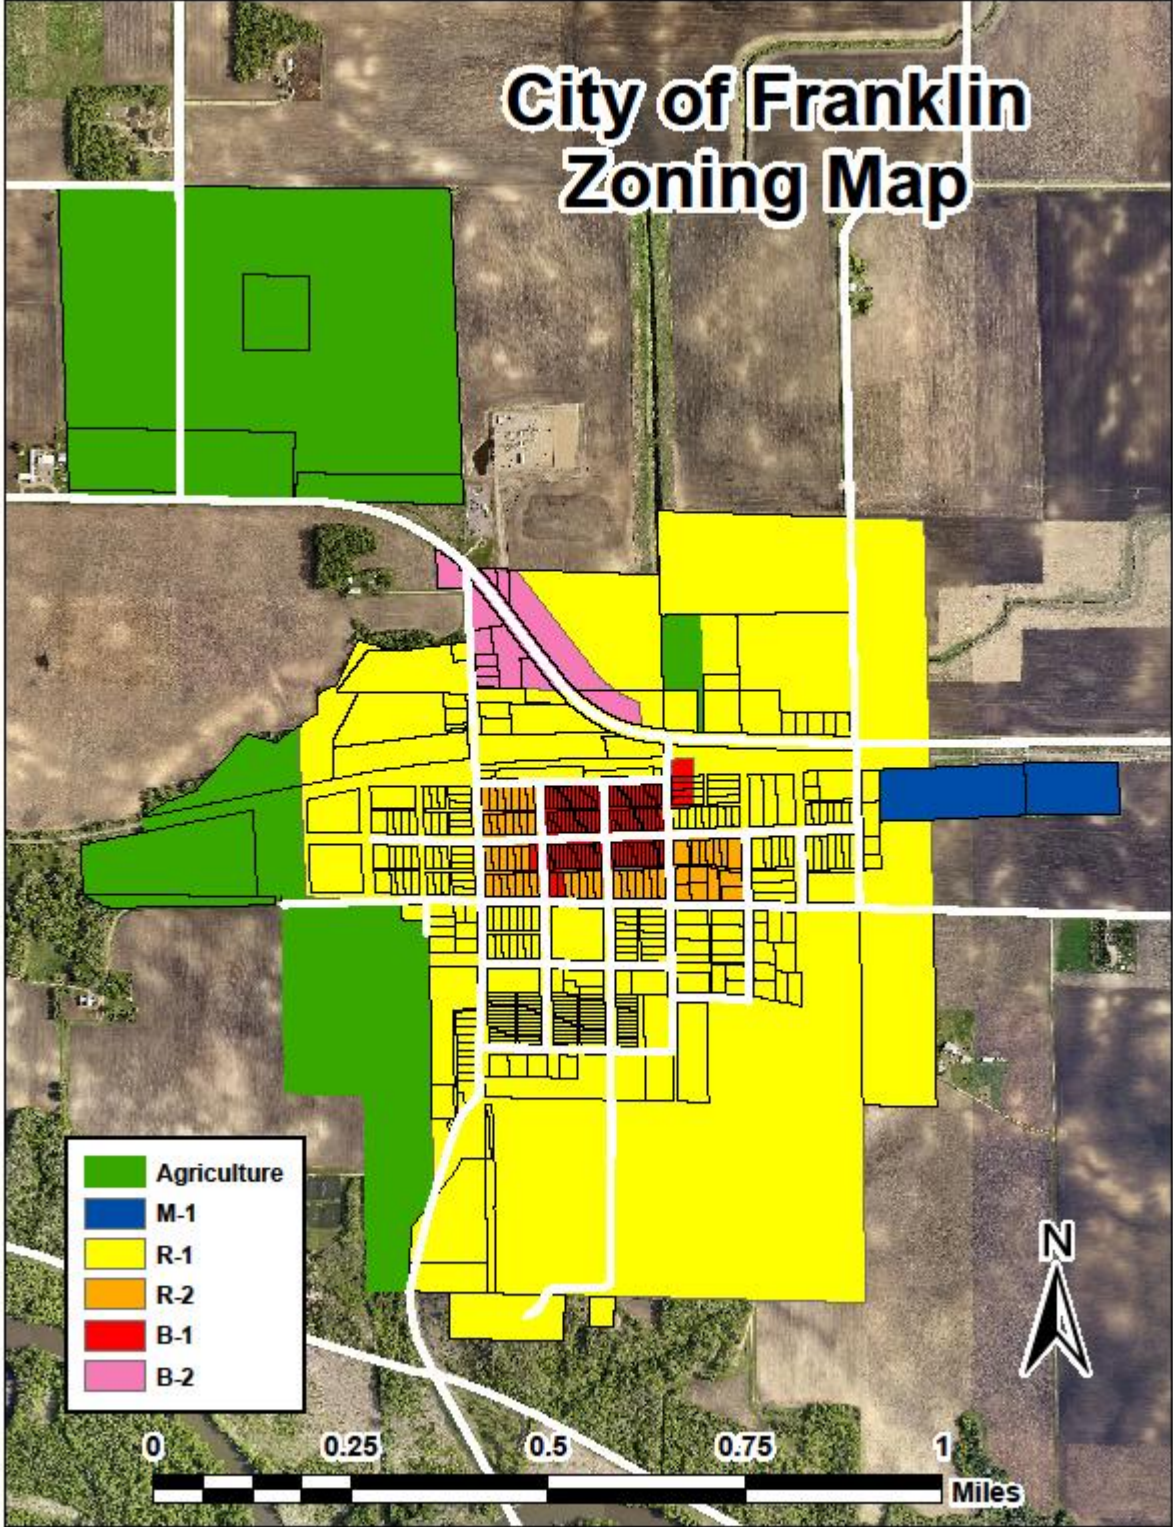 City of Franklin
Zoning Map
Agriculture
M-1
R-1
R-2
B-1
B-2
N
0 0.25 0.5 0.75 1
Miles